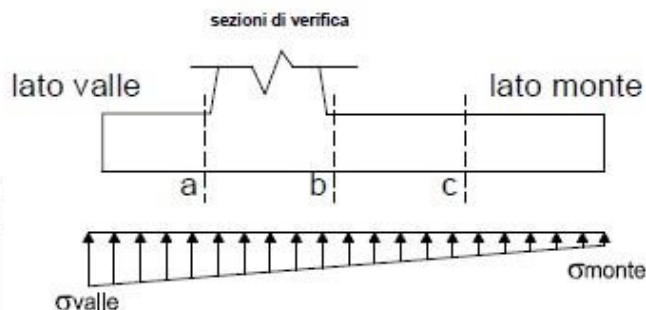 sezioni di verifica
lato valle
lato monte
a
b
c
σvalle
σmonte